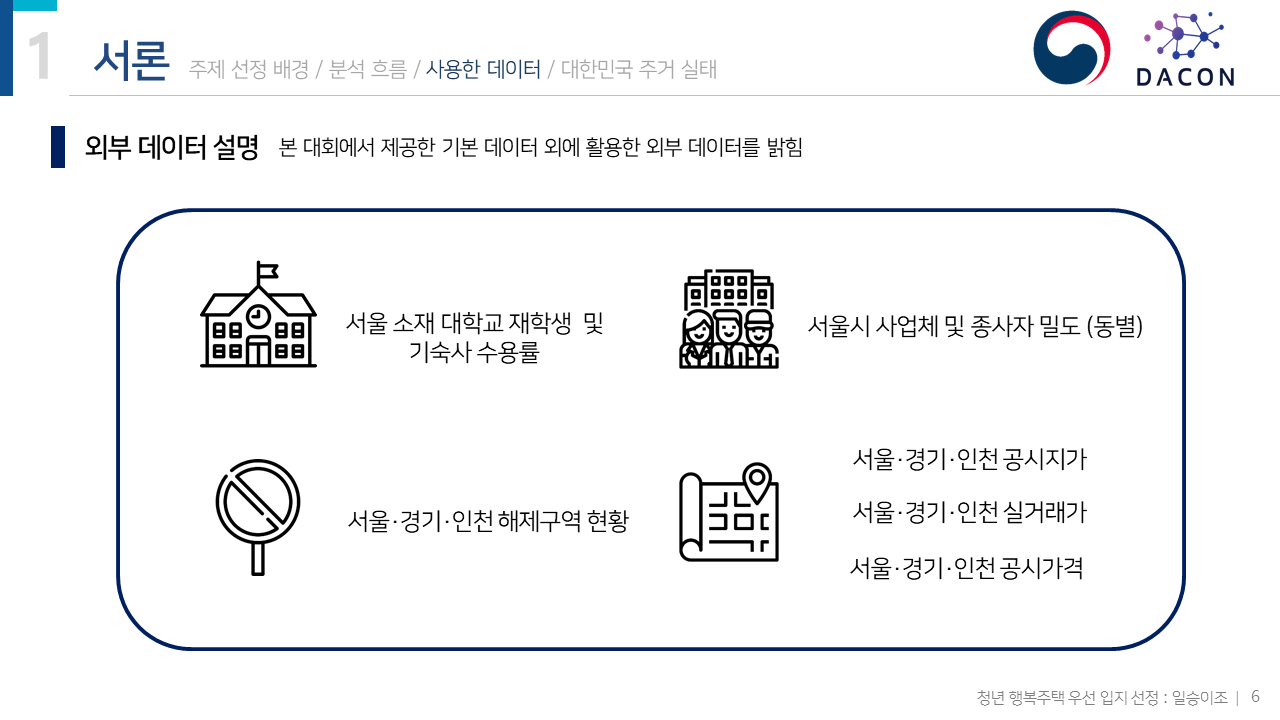 1
서론
주제 선정 배경 / 분석 흐름 / 사용한 데이터 / 대한민국 주거 실태
DACON
외부 데이터 설명
본 대회에서 제공한 기본 데이터 외에 활용한 외부 데이터를 밝힘
서울 소재 대학교 재학생 및
기숙사 수용률
서울시 사업체 및 종사자 밀도 (동별)
서울·경기·인천 해제구역 현황
서울·경기·인천 공시지가
서울·경기·인천 실거래가
서울·경기·인천 공시가격
청년 행복주택 우선 입지 선정 : 일승이조 | 6